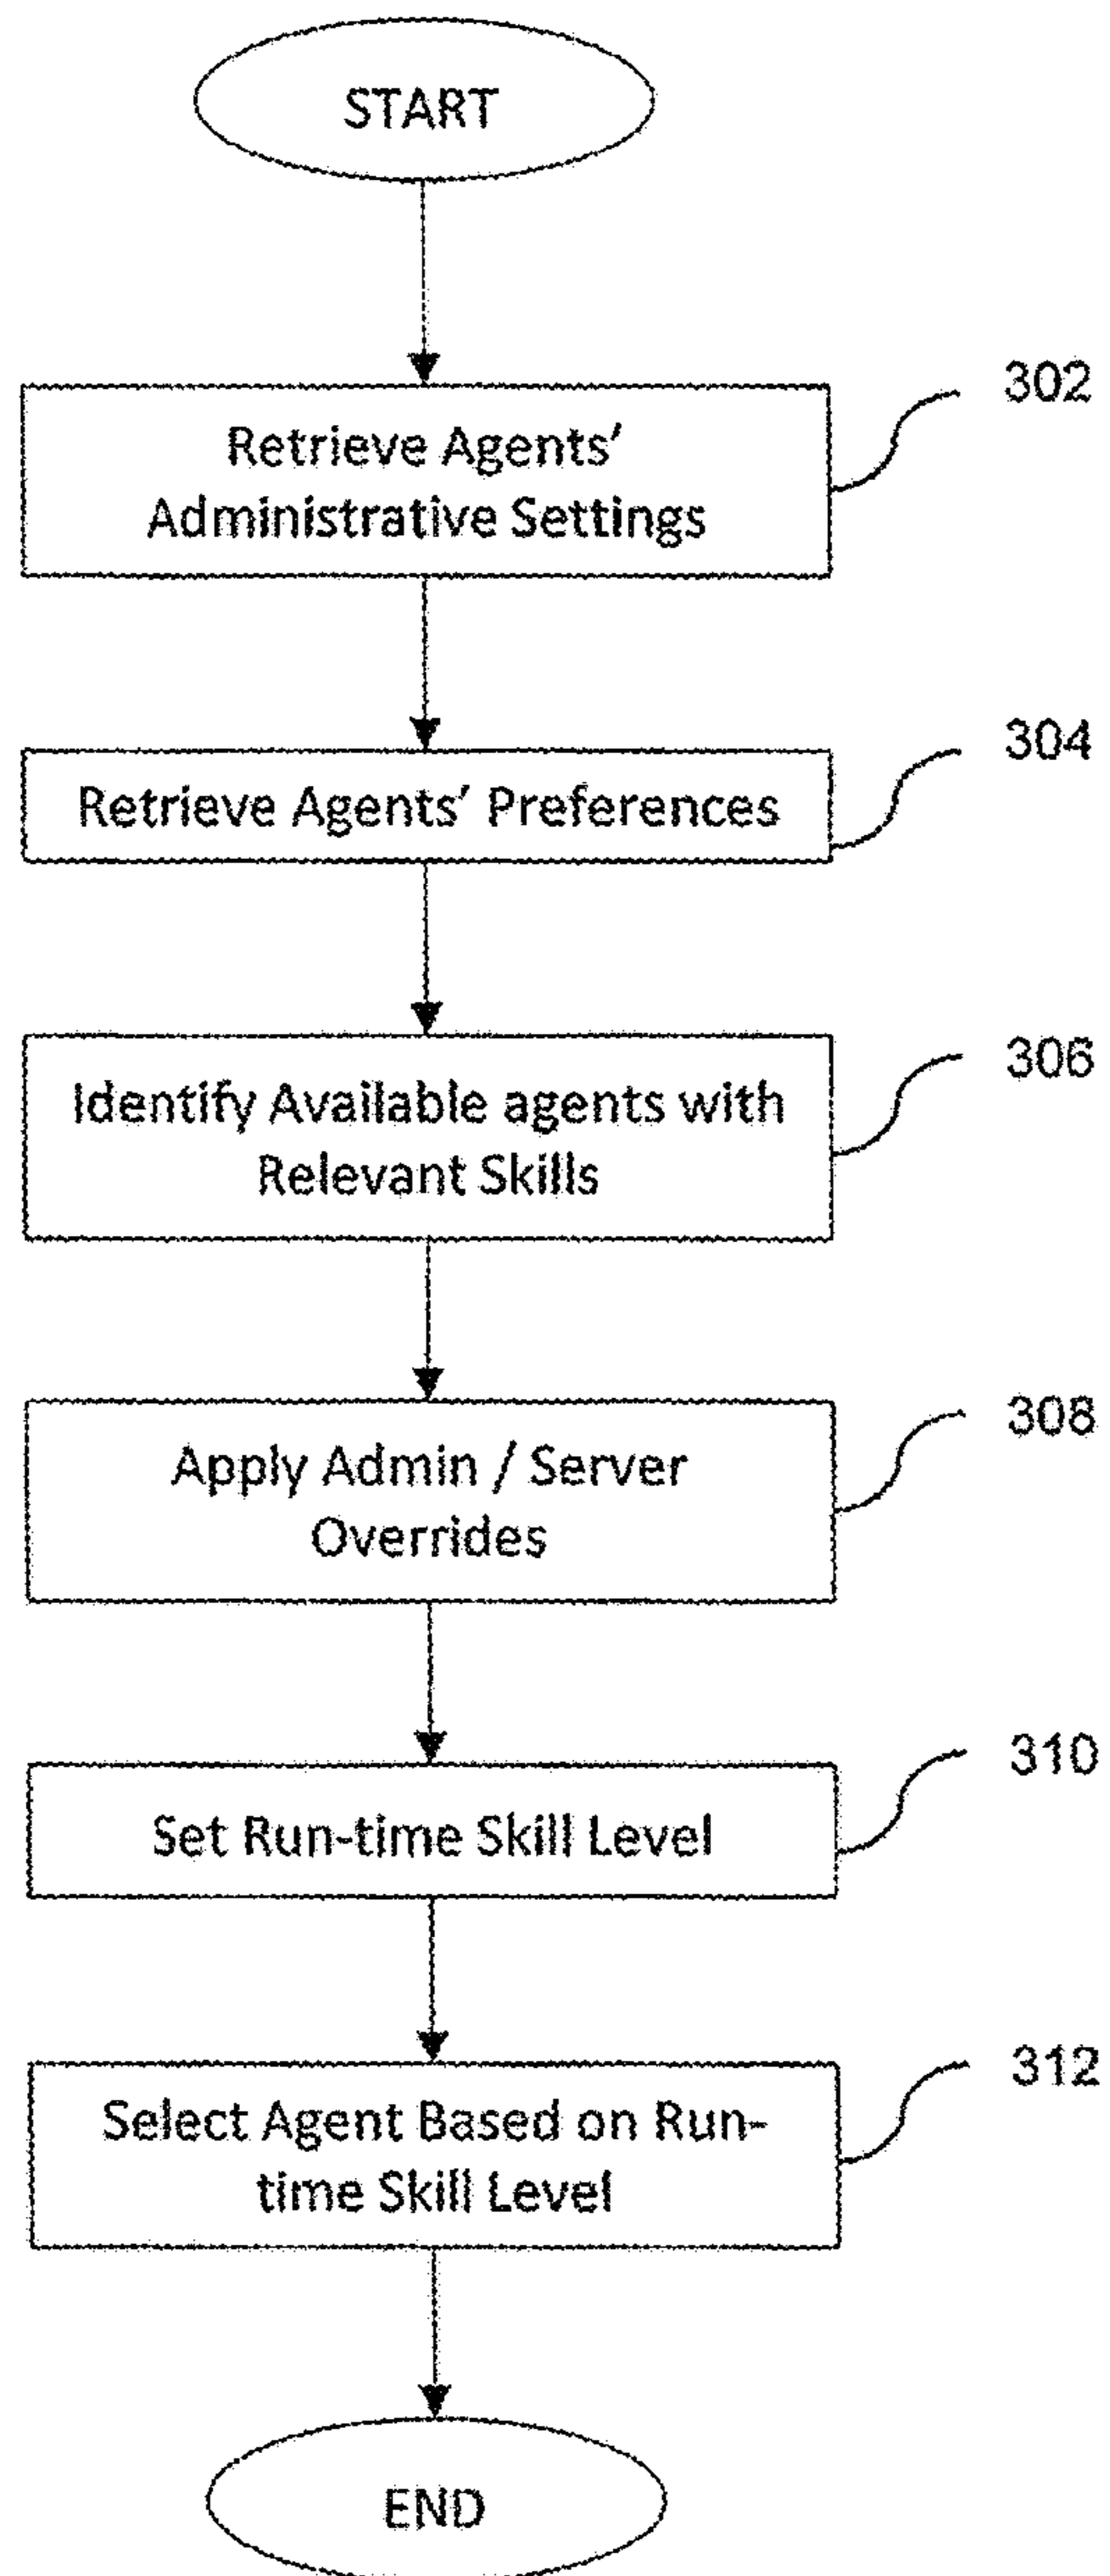 START
302
Retrieve Agents'
Administrative Settings
304
Retrieve Agents' Preferences
306
Identify Available agents with
Relevant Skills
308
Apply Admin / Server
Overrides
310
Set Run-time Skill Level
312
Select Agent Based on Run-
time Skill Level
END